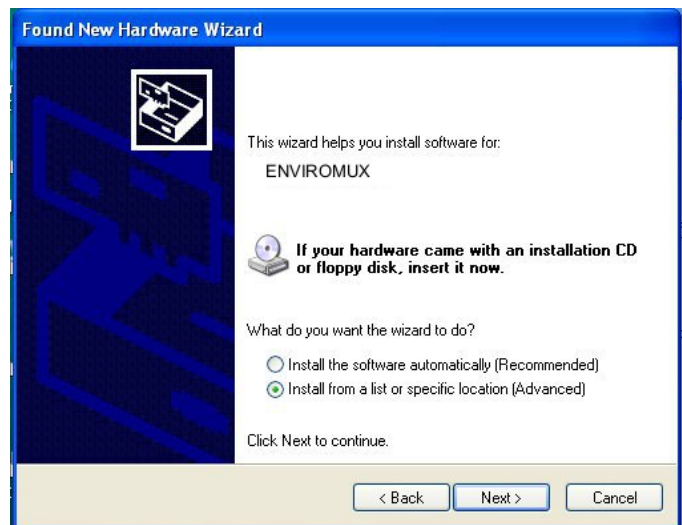 Found New Hardware Wizard
This wizard helps you install software for:
ENVIROMUX
If your hardware came with an installation CD
or floppy disk, insert it now.
What do you want the wizard to do?
Install the software automatically (Recommended)
Install from a list or specific location (Advanced)
Click Next to continue.
< Back Next > Cancel